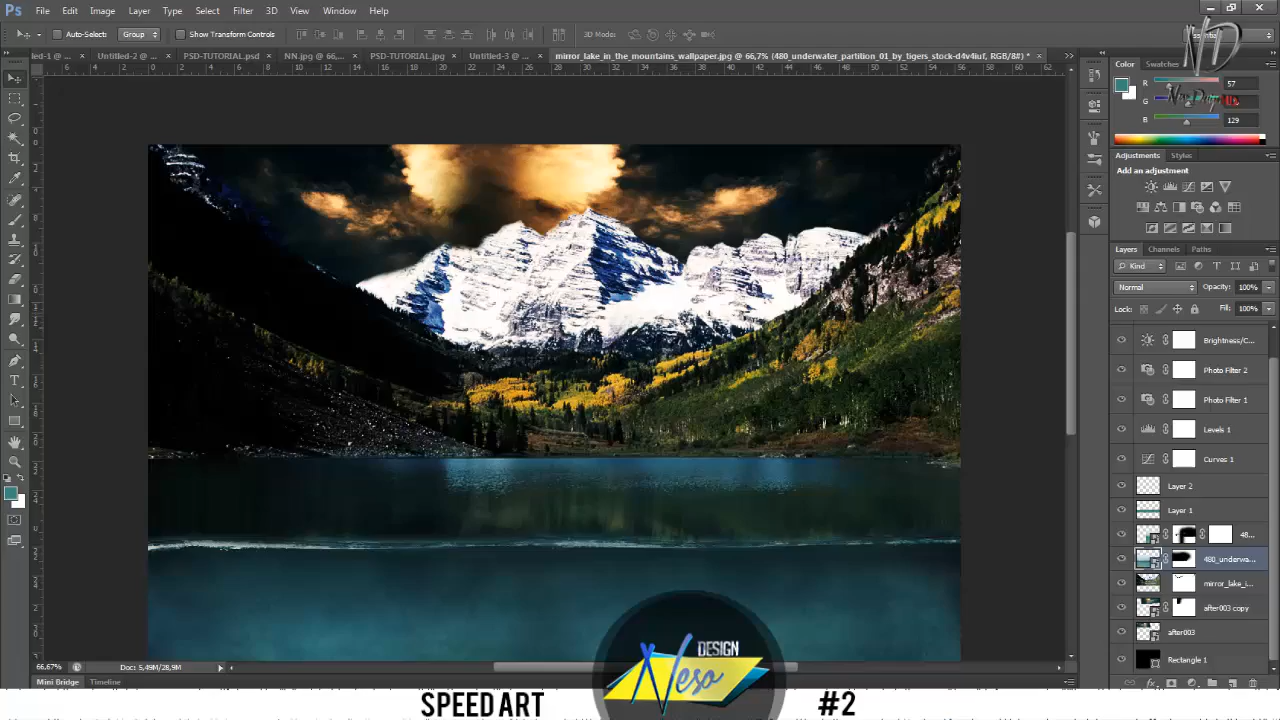 Ps File Edit Image Layer Type Select Filter 3D View Window Help
Auto-Select: Group Show Transform Controls 3D Mode:
Untitled-2 @ ... × PSD-TUTORIAL.psd × NN.jpg @ 66,... × PSD-TUTORIAL.jpg × Untitled-3 @ ... × mirror_lake_in_the_mountains_wallpaper.jpg @ 66,7% (480_underwater_partition_01_by_tigers_stock-d4v4iuf, RGB/8#) * ×
ND
Color Swatches
R 57
G
B 129
Adjustments Styles
Add an adjustment
Layers Channels Paths
Kind
Normal Opacity: 100%
Lock: Fill: 100%
Brightness/C...
Photo Filter 2
Photo Filter 1
Levels 1
Curves 1
Layer 2
Layer 1
48...
480_underwa...
mirror_lake_i...
after003 copy
after003
Rectangle 1
66,67% Doc: 5,49M/28,9M
Mini Bridge Timeline
DESIGN
Neso
SPEED ART #2